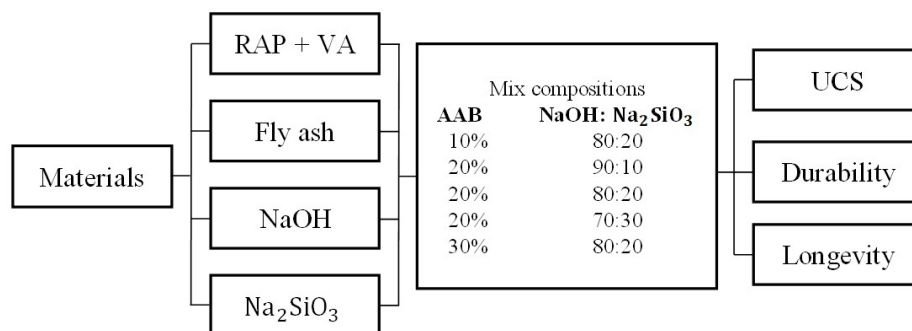 Materials
RAP + VA
Fly ash
NaOH
Na₂SiO₃
Mix compositions
AAB NaOH: Na₂SiO₃
10% 80:20
20% 90:10
20% 80:20
20% 70:30
30% 80:20
UCS
Durability
Longevity